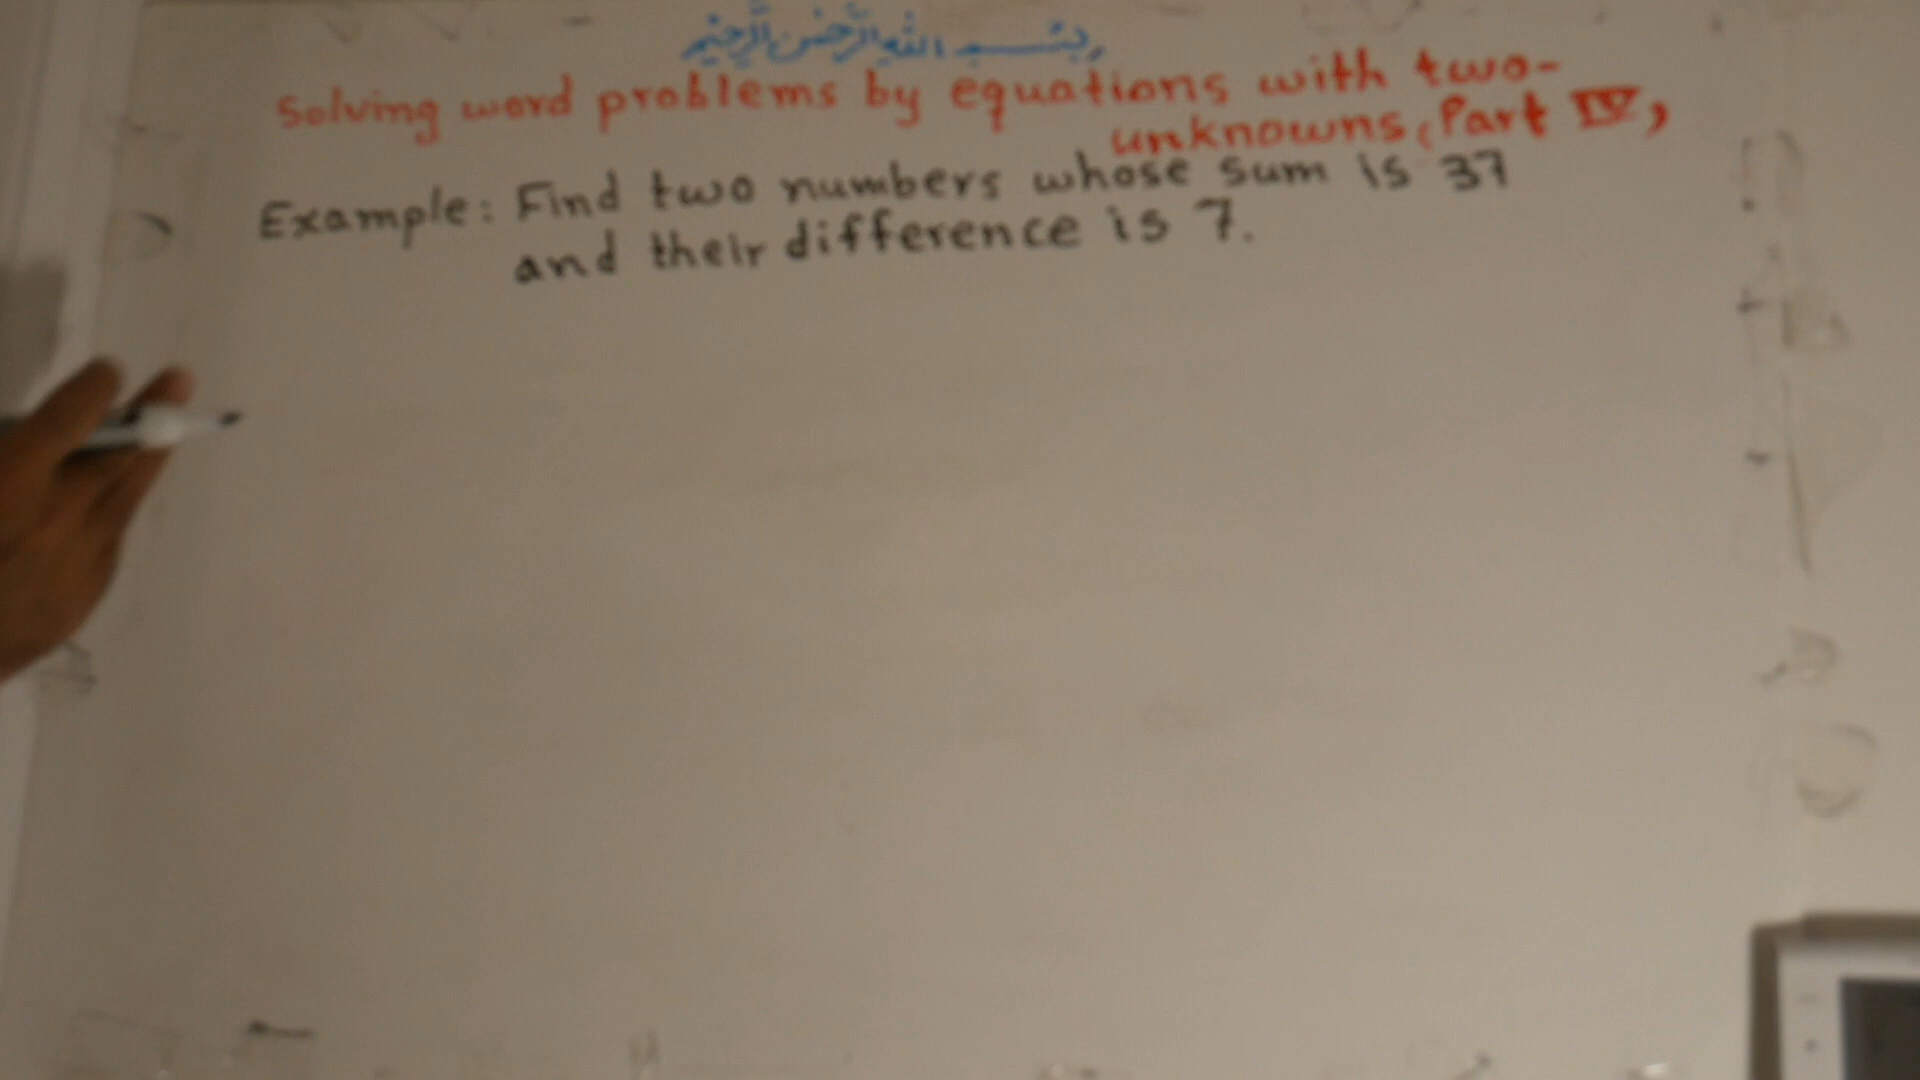 بسم الله الرحمن الرحيم
Solving word problems by equations with two-
unknowns (Part IV)
Example: Find two numbers whose sum is 37
and their difference is 7.